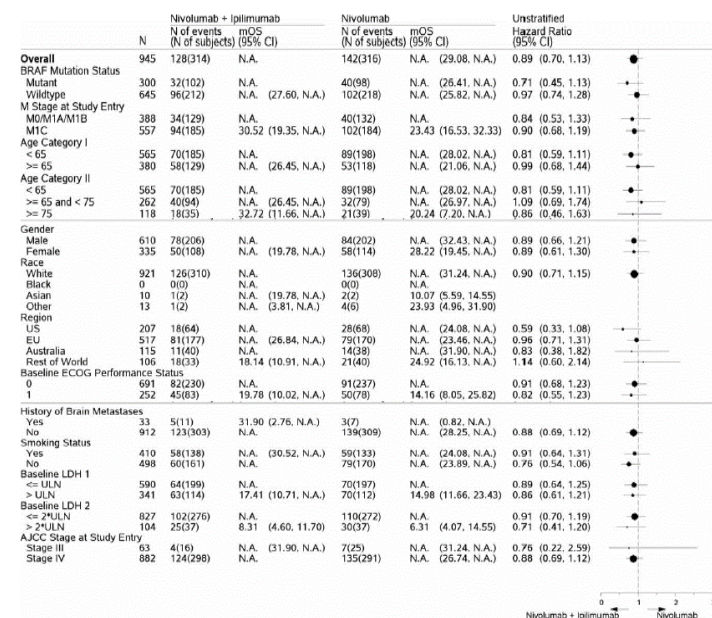 Nivolumab + Ipilimumab Nivolumab Unstratified
N of events mOS N of events mOS Hazard Ratio
N (N of subjects) (95% CI) (N of subjects) (95% CI) (95% CI)
Overall 945 128(314) N.A. 142(316) N.A. (29.08, N.A.) 0.89 (0.70, 1.13)
BRAF Mutation Status
Mutant 300 32(102) N.A. 40(98) N.A. (26.41, N.A.) 0.71 (0.45, 1.13)
Wildtype 645 96(212) N.A. (27.60, N.A.) 102(218) N.A. (25.82, N.A.) 0.97 (0.74, 1.28)
M Stage at Study Entry
M0/M1A/M1B 388 34(129) N.A. 40(132) N.A. 0.84 (0.53, 1.33)
M1C 557 94(185) 30.52 (19.35, N.A.) 102(184) 23.43 (16.53, 32.33) 0.90 (0.68, 1.19)
Age Category I
< 65 565 70(185) N.A. 89(198) N.A. (28.02, N.A.) 0.81 (0.59, 1.11)
>= 65 380 58(129) N.A. (26.45, N.A.) 53(118) N.A. (21.06, N.A.) 0.99 (0.68, 1.44)
Age Category II
< 65 565 70(185) N.A. 89(198) N.A. (28.02, N.A.) 0.81 (0.59, 1.11)
>= 65 and < 75 262 40(94) N.A. (26.45, N.A.) 32(79) N.A. (26.97, N.A.) 1.09 (0.69, 1.74)
>= 75 118 18(35) 32.72 (11.66, N.A.) 21(39) 20.24 (7.20, N.A.) 0.86 (0.46, 1.63)
Gender
Male 610 78(206) N.A. 84(202) N.A. (32.43, N.A.) 0.89 (0.66, 1.21)
Female 335 50(108) N.A. (19.78, N.A.) 58(114) 28.22 (19.45, N.A.) 0.89 (0.61, 1.30)
Race
White 921 126(310) N.A. 136(308) N.A. (31.24, N.A.) 0.90 (0.71, 1.15)
Black 0 0(0) N.A. 0(0) N.A.
Asian 10 1(2) N.A. (19.78, N.A.) 2(2) 10.07 (5.59, 14.55)
Other 13 1(2) N.A. (3.81, N.A.) 4(6) 23.93 (4.96, 31.90)
Region
US 207 18(64) N.A. 28(68) N.A. (24.08, N.A.) 0.59 (0.33, 1.08)
EU 517 81(177) N.A. (26.84, N.A.) 79(170) N.A. (23.46, N.A.) 0.96 (0.71, 1.31)
Australia 115 11(40) N.A. 14(38) N.A. (31.90, N.A.) 0.83 (0.38, 1.82)
Rest of World 106 18(33) 18.14 (10.91, N.A.) 21(40) 24.92 (16.13, N.A.) 1.14 (0.60, 2.14)
Baseline ECOG Performance Status
0 691 82(230) N.A. 91(237) N.A. 0.91 (0.68, 1.23)
1 252 45(83) 19.78 (10.02, N.A.) 50(78) 14.16 (8.05, 25.82) 0.82 (0.55, 1.23)
History of Brain Metastases
Yes 33 5(11) 31.90 (2.76, N.A.) 3(7) N.A. (0.82, N.A.)
No 912 123(303) N.A. 139(309) N.A. (28.25, N.A.) 0.88 (0.69, 1.12)
Smoking Status
Yes 410 58(138) N.A. (30.52, N.A.) 59(133) N.A. (24.08, N.A.) 0.91 (0.64, 1.31)
No 498 60(161) N.A. 79(170) N.A. (23.89, N.A.) 0.76 (0.54, 1.06)
Baseline LDH 1
<= ULN 590 64(199) N.A. 70(197) N.A. 0.89 (0.64, 1.25)
> ULN 341 63(114) 17.41 (10.71, N.A.) 70(112) 14.98 (11.66, 23.43) 0.86 (0.61, 1.21)
Baseline LDH 2
<= 2*ULN 827 102(276) N.A. 110(272) N.A. 0.91 (0.70, 1.19)
> 2*ULN 104 25(37) 8.31 (4.60, 11.70) 30(37) 6.31 (4.07, 14.55) 0.71 (0.41, 1.20)
AJCC Stage at Study Entry
Stage III 63 4(16) N.A. (31.90, N.A.) 7(25) N.A. (31.24, N.A.) 0.76 (0.22, 2.59)
Stage IV 882 124(298) N.A. 135(291) N.A. (26.74, N.A.) 0.88 (0.69, 1.12)
0 1 2
Nivolumab + Ipilimumab Nivolumab